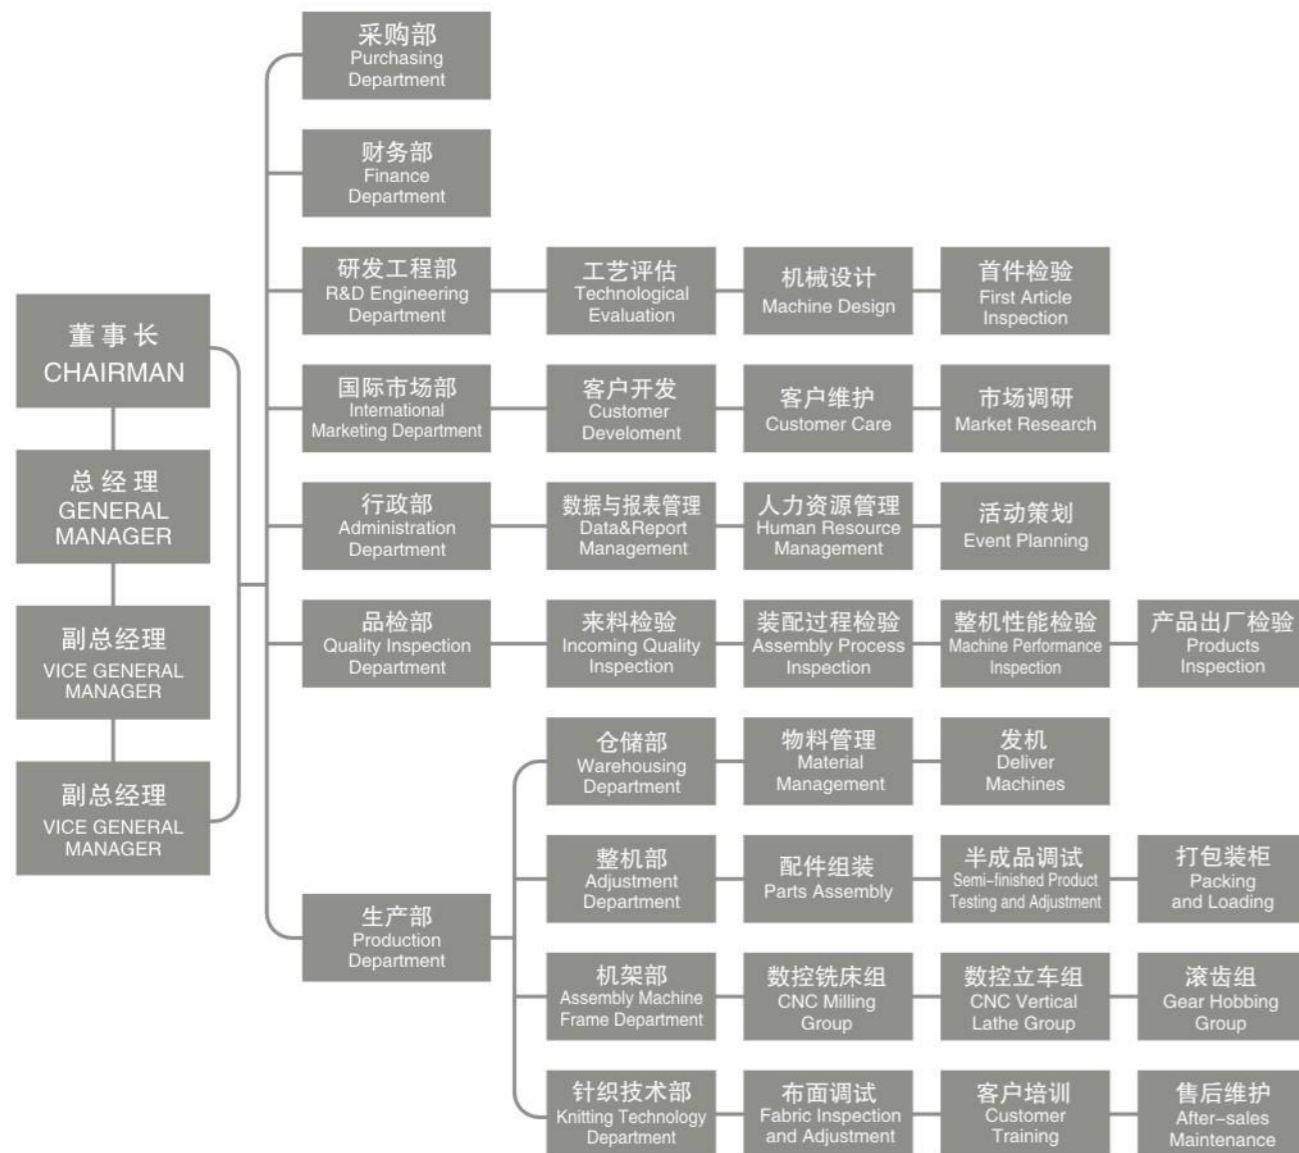 董事长
CHAIRMAN
总经理
GENERAL
MANAGER
副总经理
VICE GENERAL
MANAGER
副总经理
VICE GENERAL
MANAGER
采购部
Purchasing
Department
财务部
Finance
Department
研发工程部
R&D Engineering
Department
工艺评估
Technological
Evaluation
机械设计
Machine Design
首件检验
First Article
Inspection
国际市场部
International
Marketing Department
客户开发
Customer
Develoment
客户维护
Customer Care
市场调研
Market Research
行政部
Administration
Department
数据与报表管理
Data&Report
Management
人力资源管理
Human Resource
Management
活动策划
Event Planning
品检部
Quality Inspection
Department
来料检验
Incoming Quality
Inspection
装配过程检验
Assembly Process
Inspection
整机性能检验
Machine Performance
Inspection
产品出厂检验
Products
Inspection
生产部
Production
Department
仓储部
Warehousing
Department
物料管理
Material
Management
发机
Deliver
Machines
整机部
Adjustment
Department
配件组装
Parts Assembly
半成品调试
Semi-finished Product
Testing and Adjustment
打包装柜
Packing
and Loading
机架部
Assembly Machine
Frame Department
数控铣床组
CNC Milling
Group
数控立车组
CNC Vertical
Lathe Group
滚齿组
Gear Hobbing
Group
针织技术部
Knitting Technology
Department
布面调试
Fabric Inspection
and Adjustment
客户培训
Customer
Training
售后维护
After-sales
Maintenance